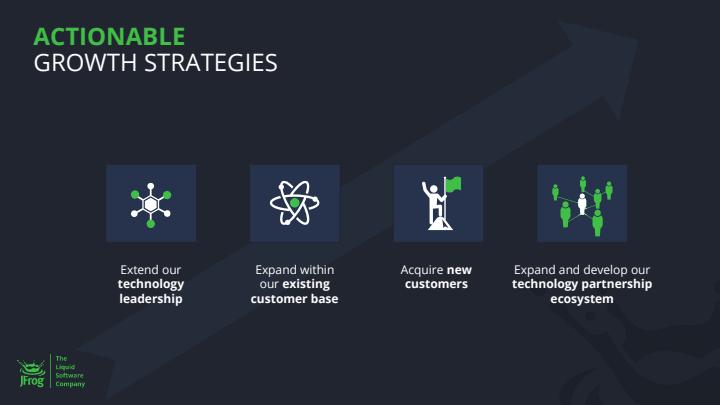 ACTIONABLE
GROWTH STRATEGIES
Extend our
technology
leadership
Expand within
our existing
customer base
Acquire new
customers
Expand and develop our
technology partnership
ecosystem
JFrog
The
Liquid
Software
Company